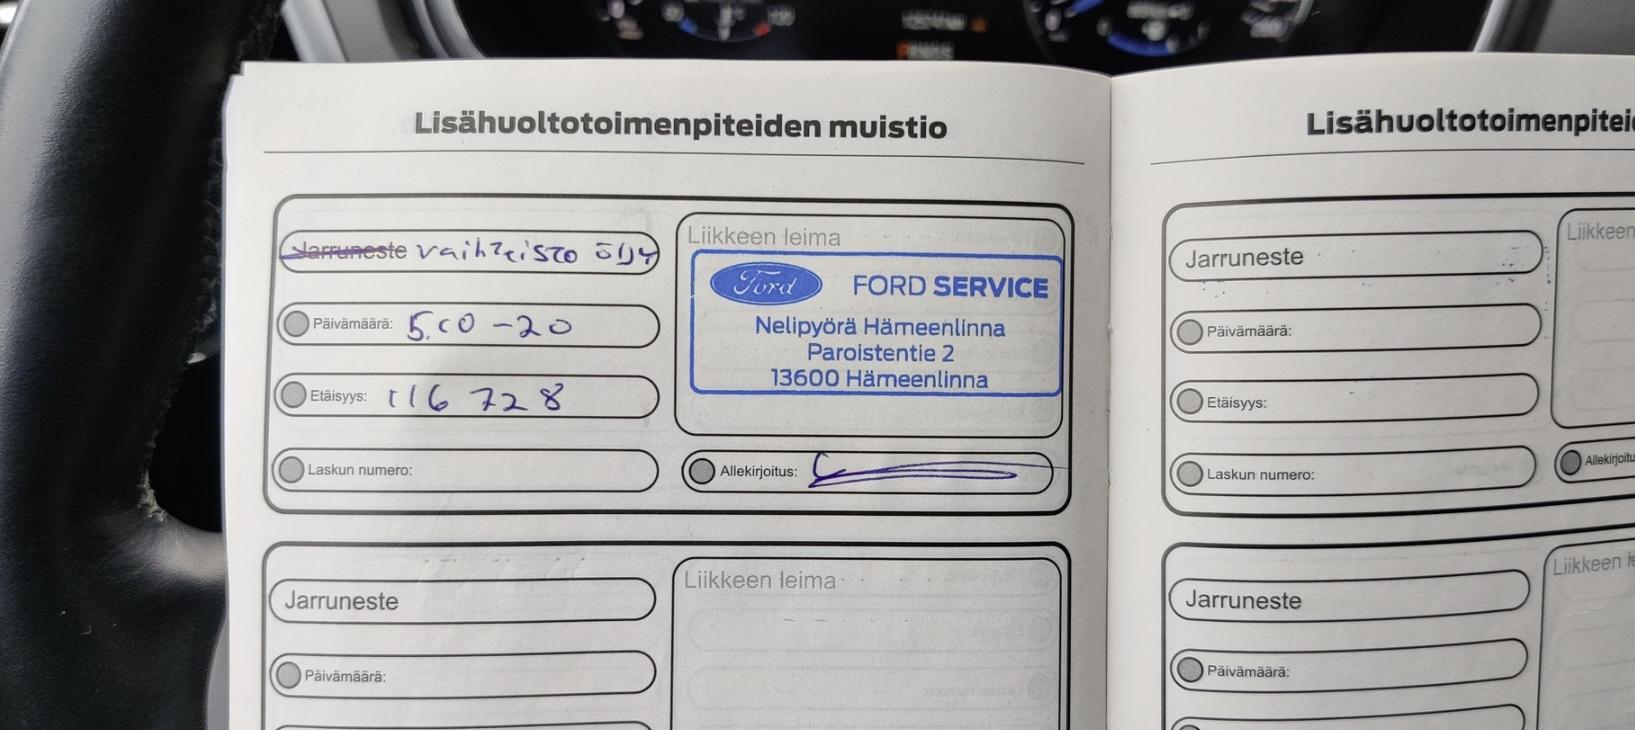 Lisähuoltotoimenpiteiden muistio
Jarruneste vaihteisto öljy
Päivämäärä: 5.10-20
Etäisyys: 116 728
Laskun numero:
Liikkeen leima
Ford FORD SERVICE
Nelipyörä Hämeenlinna
Paroistentie 2
13600 Hämeenlinna
Allekirjoitus:
Jarruneste
Päivämäärä:
Liikkeen leima
Lisähuoltotoimenpitei
Jarruneste
Päivämäärä:
Etäisyys:
Laskun numero:
Liikkeen
Allekirjoitu
Jarruneste
Päivämäärä:
Liikkeen l